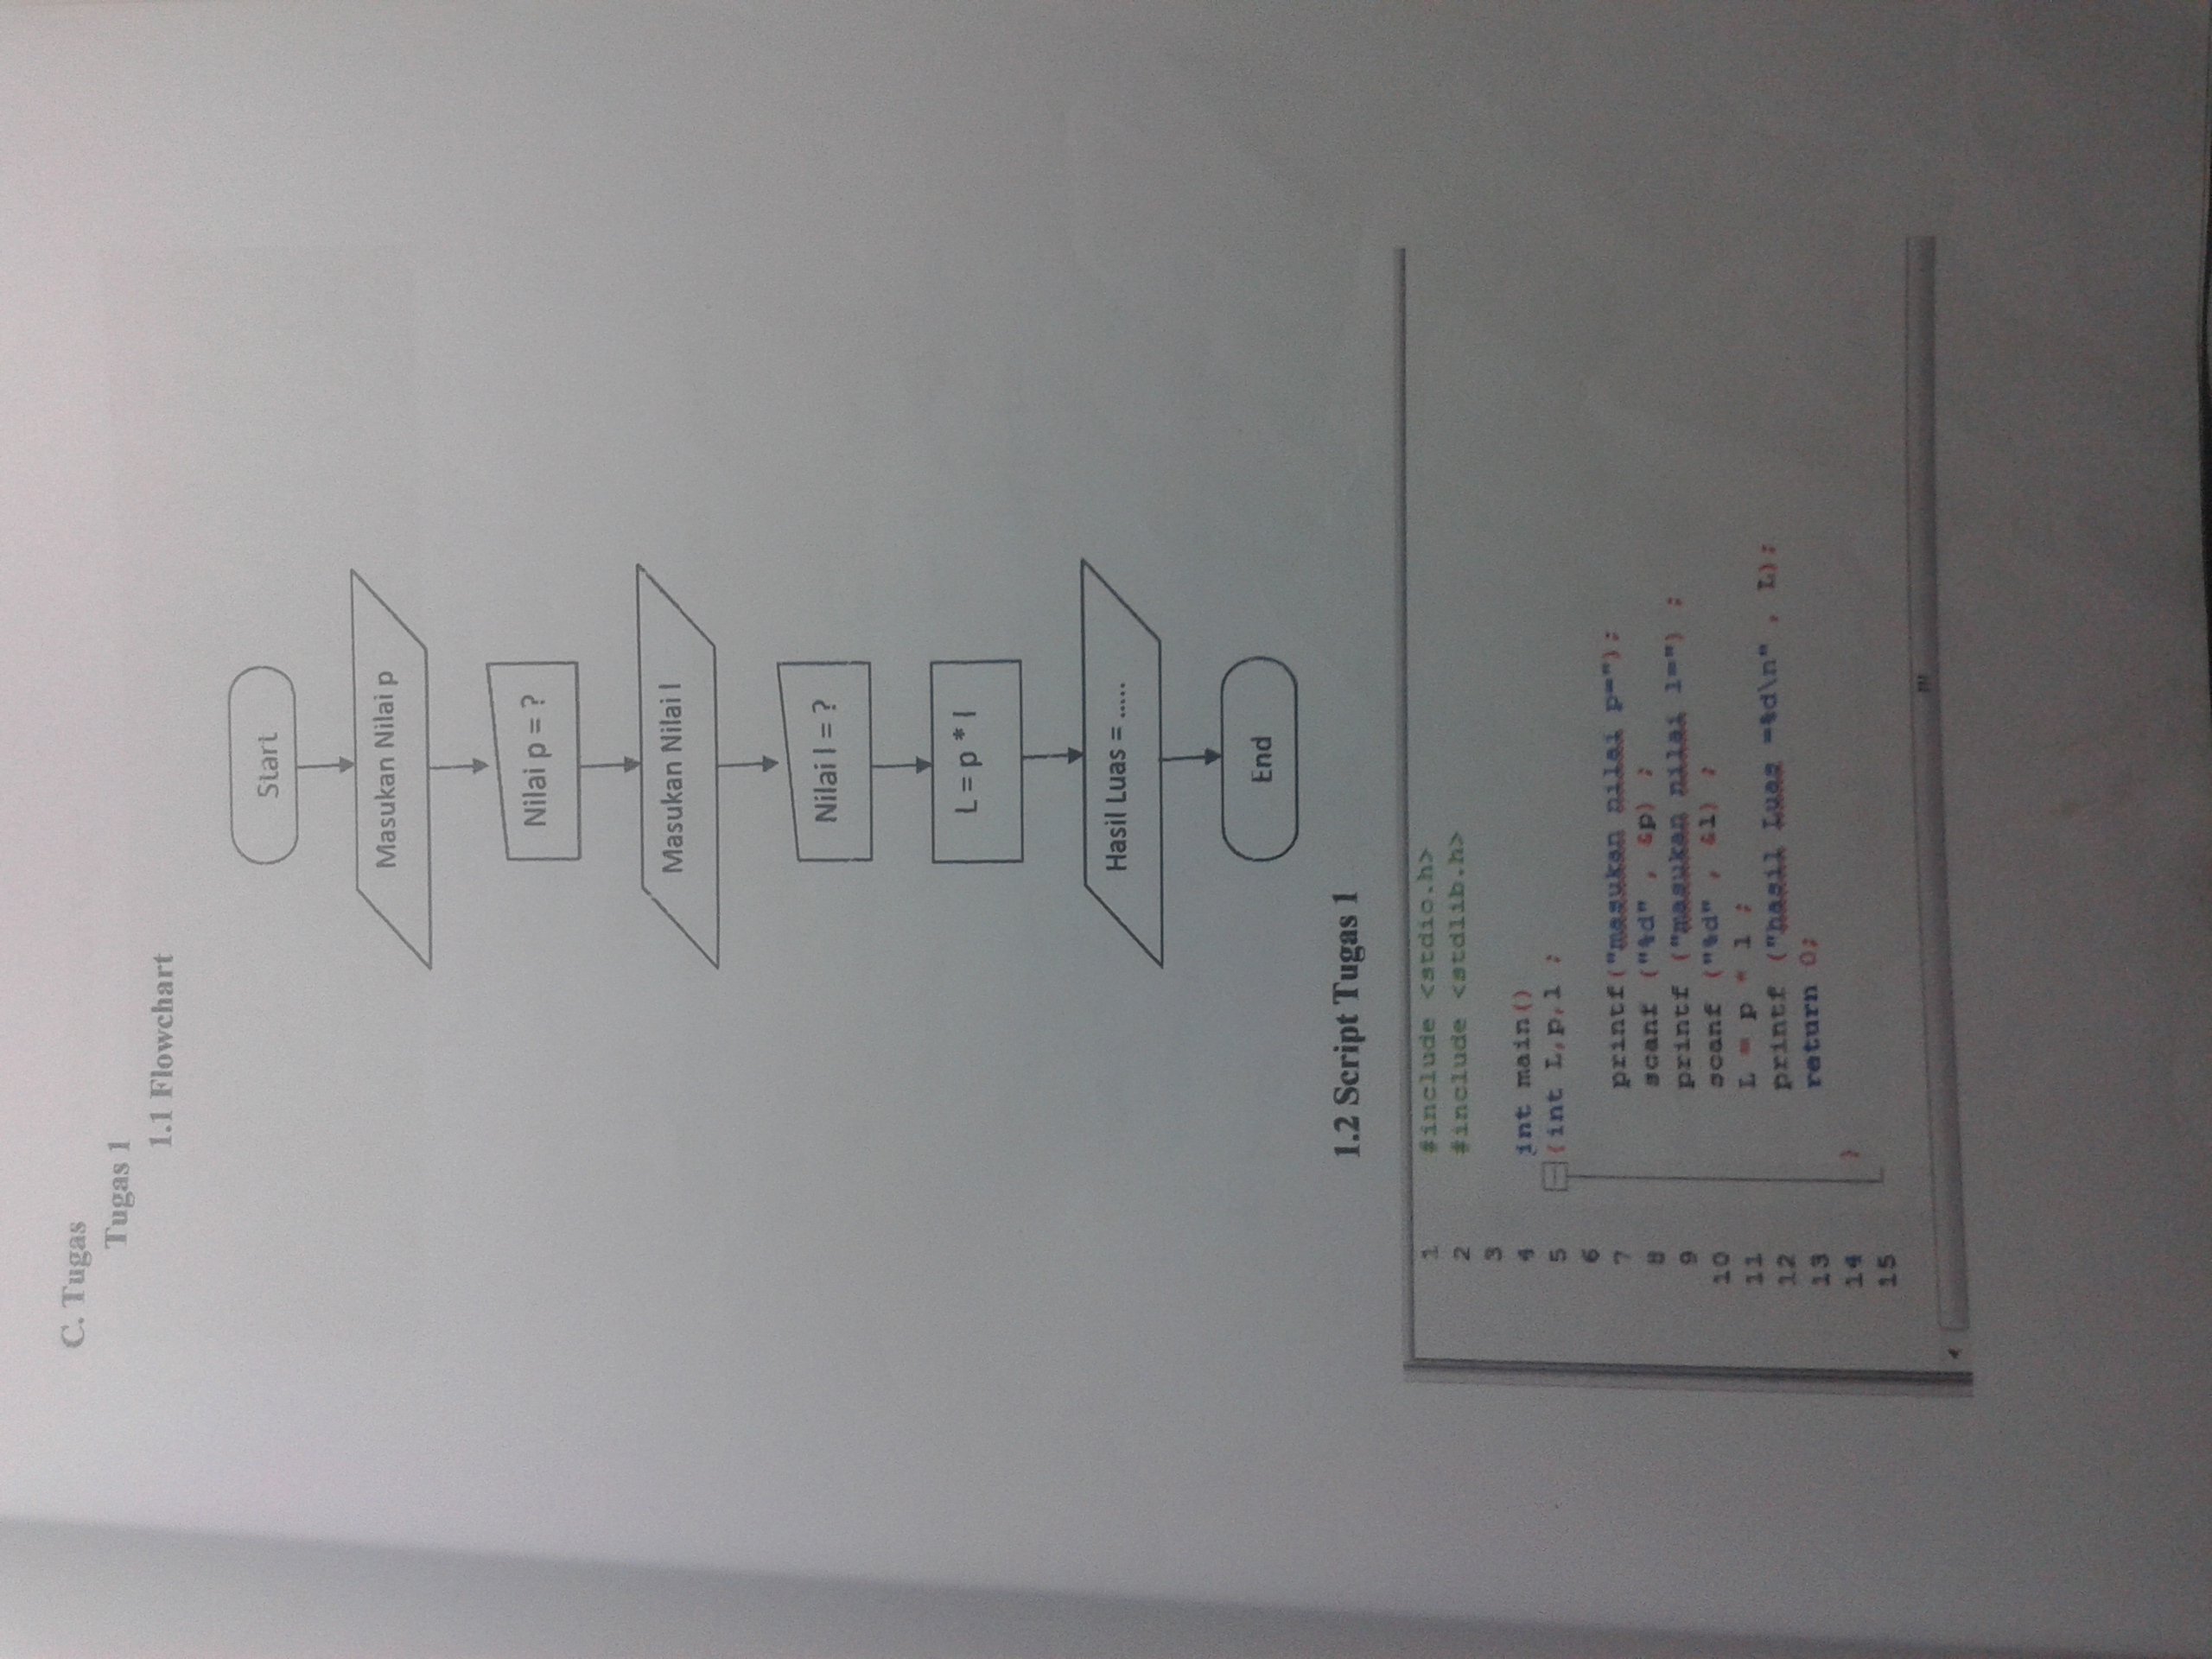 C. Tugas
Tugas 1
1.1 Flowchart
Start
Masukan Nilai p
Nilai p = ?
Masukan Nilai l
Nilai l = ?
L = p * l
Hasil Luas = .....
End
1.2 Script Tugas 1
1 #include <stdio.h>
2 #include <stdlib.h>
3
4 int main()
5 {int L,p,l ;
6
7 printf("masukan nilai p=");
8 scanf ("%d" , &p) ;
9 printf ("masukan nilai l=") ;
10 scanf ("%d" , &l) ;
11 L = p * l ;
12 printf ("hasil Luas =%d\n" , L);
13 return 0;
14 }
15